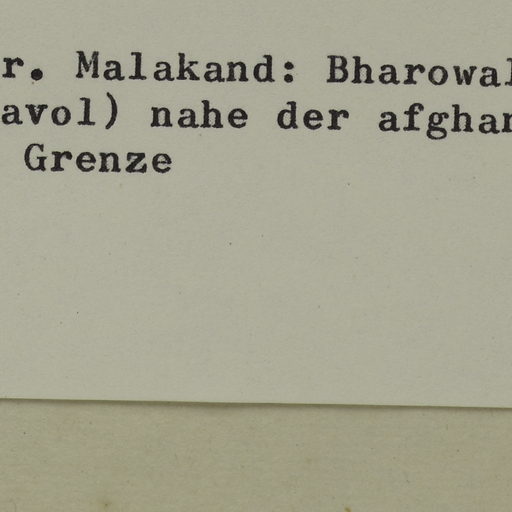 r. Malakand: Bharowal
avol) nahe der afghan
Grenze